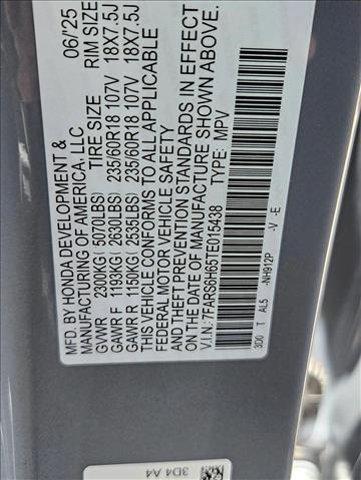 MFD. BY HONDA DEVELOPMENT & 06/25
MANUFACTURING OF AMERICA, LLC
TIRE SIZE RIM SIZE
GVWR 2300KG (5070LBS)
GAWR F 1193KG (2630LBS) 235/60R18 107V 18X7.5J
GAWR R 1150KG (2535LBS) 235/60R18 107V 18X7.5J
THIS VEHICLE CONFORMS TO ALL APPLICABLE
FEDERAL MOTOR VEHICLE SAFETY
AND THEFT PREVENTION STANDARDS IN EFFECT
ON THE DATE OF MANUFACTURE SHOWN ABOVE.
V.I.N.: 7FARS6H65TE015438 TYPE: MPV
3D0 T AL5 -NH912P -V -E
3D4 A4